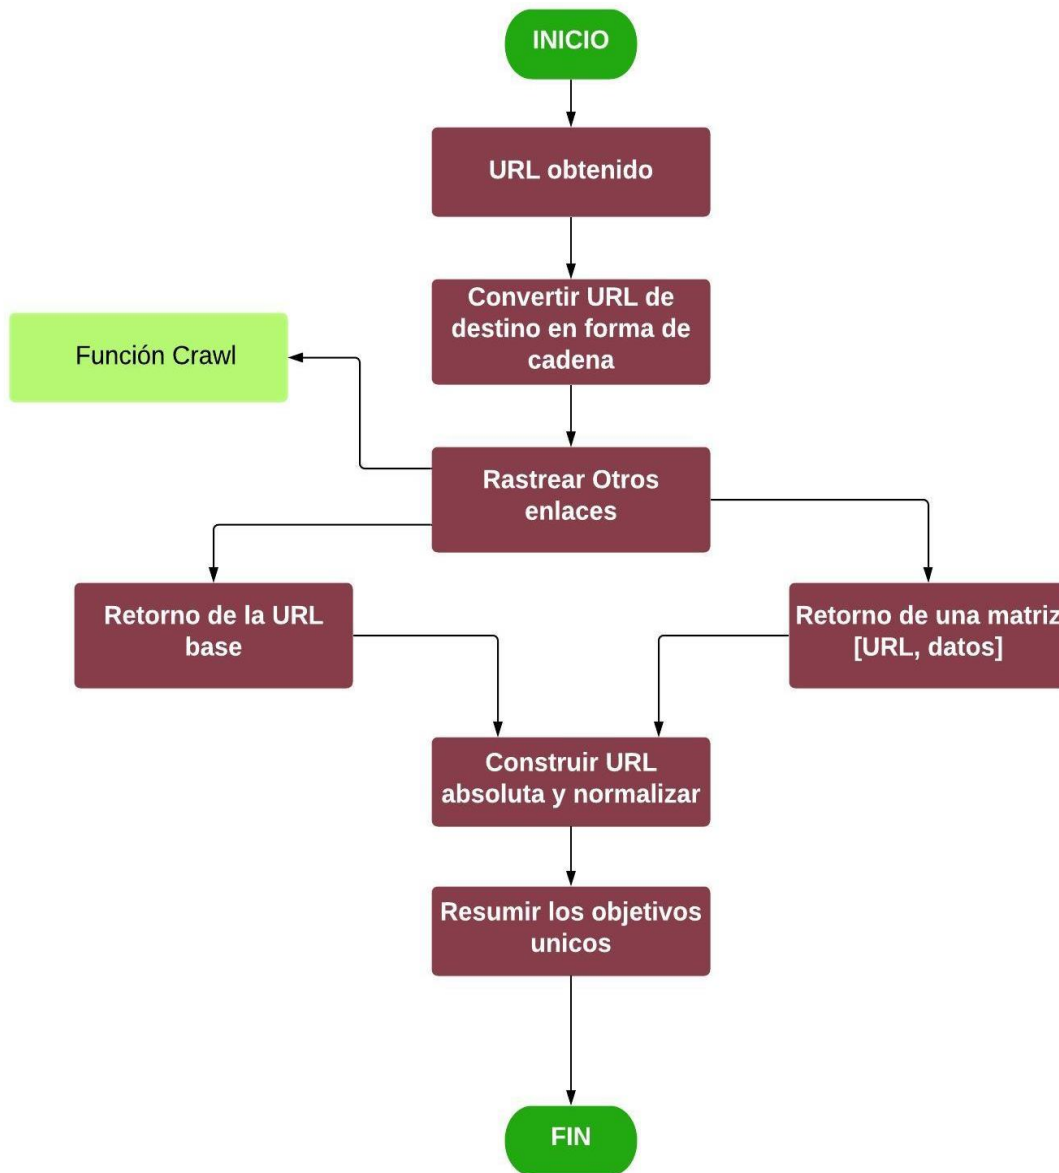 INICIO
URL obtenido
Convertir URL de
destino en forma de
cadena
Función Crawl
Rastrear Otros
enlaces
Retorno de la URL
base
Retorno de una matriz
[URL, datos]
Construir URL
absoluta y normalizar
Resumir los objetivos
unicos
FIN